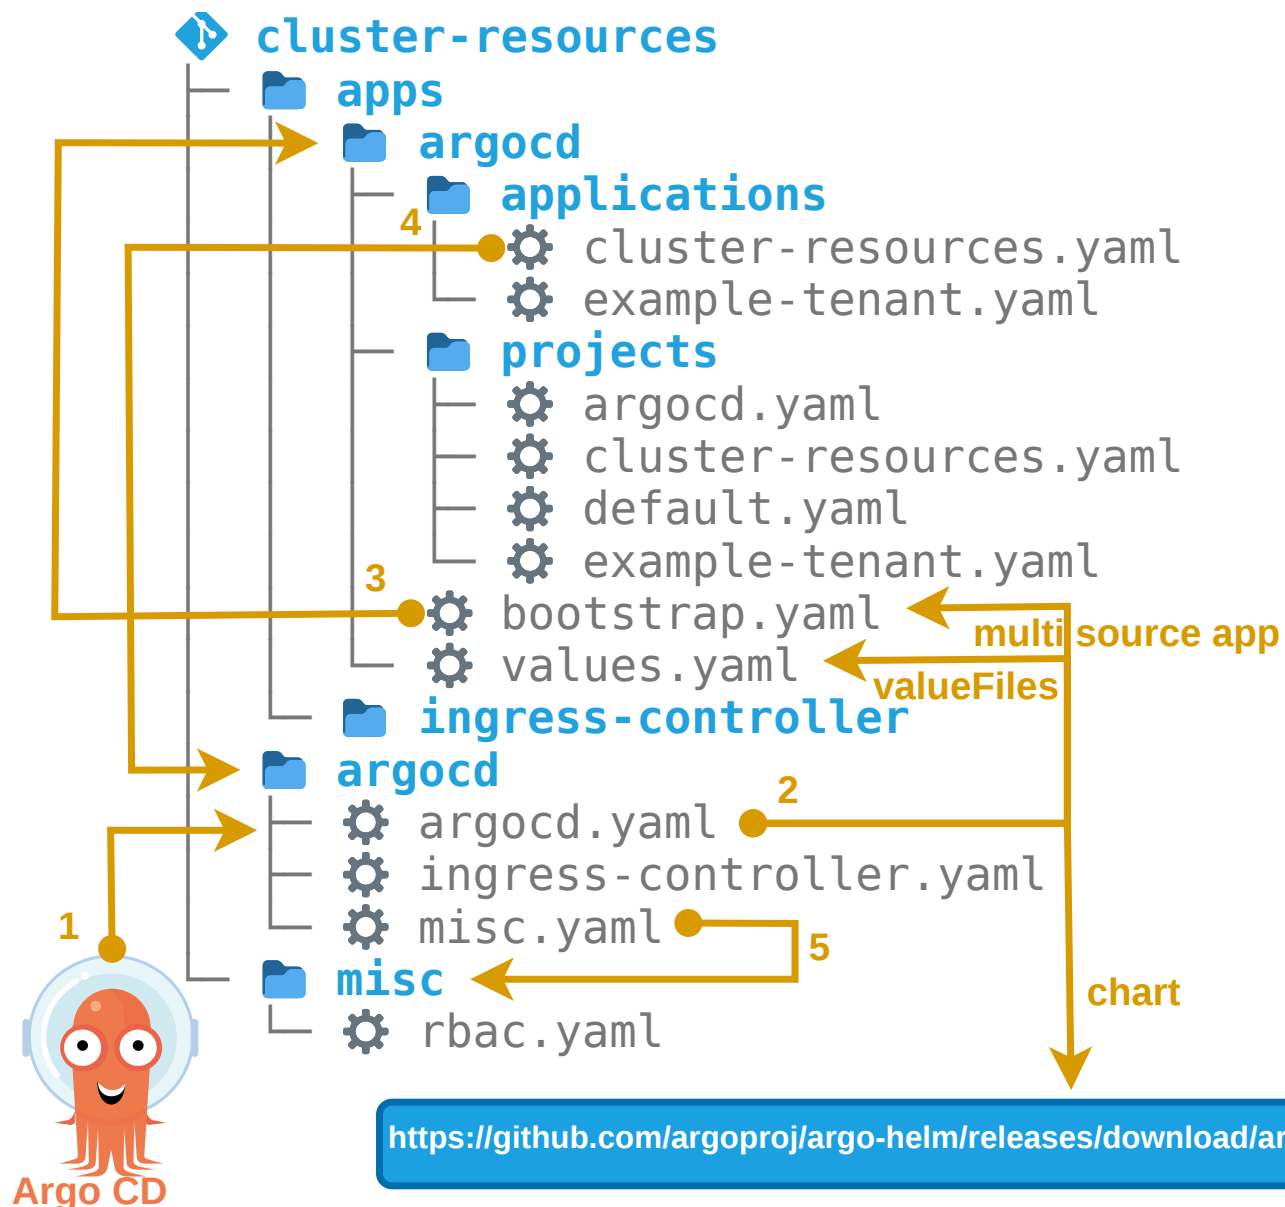 cluster-resources
apps
argocd
applications
4
cluster-resources.yaml
example-tenant.yaml
projects
argocd.yaml
cluster-resources.yaml
default.yaml
example-tenant.yaml
3
bootstrap.yaml
multi source app
values.yaml
valueFiles
ingress-controller
argocd
2
argocd.yaml
ingress-controller.yaml
1
misc.yaml
5
misc
chart
rbac.yaml
https://github.com/argoproj/argo-helm/releases/download/ar
Argo CD